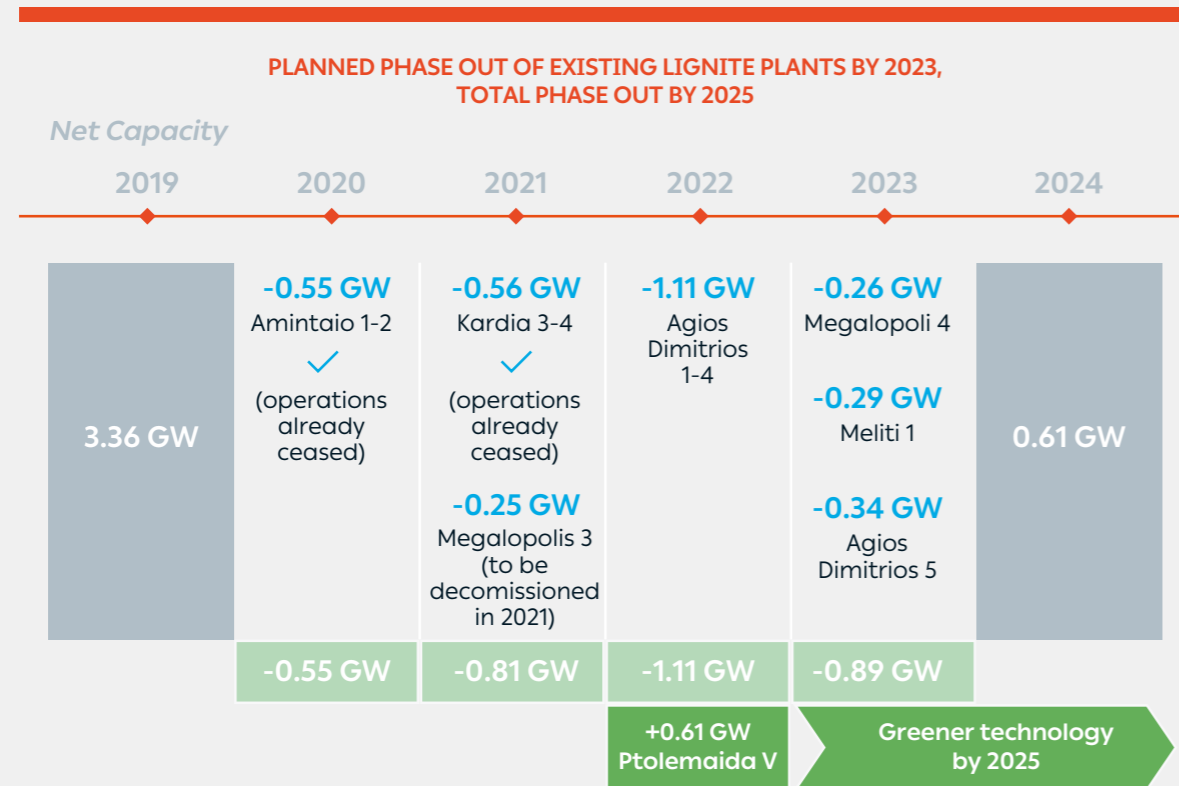 PLANNED PHASE OUT OF EXISTING LIGNITE PLANTS BY 2023,
TOTAL PHASE OUT BY 2025
Net Capacity
2019
2020
2021
2022
2023
2024
3.36 GW
-0.55 GW
Amintaio 1-2
(operations
already
ceased)
-0.56 GW
Kardia 3-4
(operations
already
ceased)
-0.25 GW
Megalopolis 3
(to be
decomissioned
in 2021)
-1.11 GW
Agios
Dimitrios
1-4
-0.26 GW
Megalopoli 4
-0.29 GW
Meliti 1
-0.34 GW
Agios
Dimitrios 5
0.61 GW
-0.55 GW
-0.81 GW
-1.11 GW
-0.89 GW
+0.61 GW
Ptolemaida V
Greener technology
by 2025